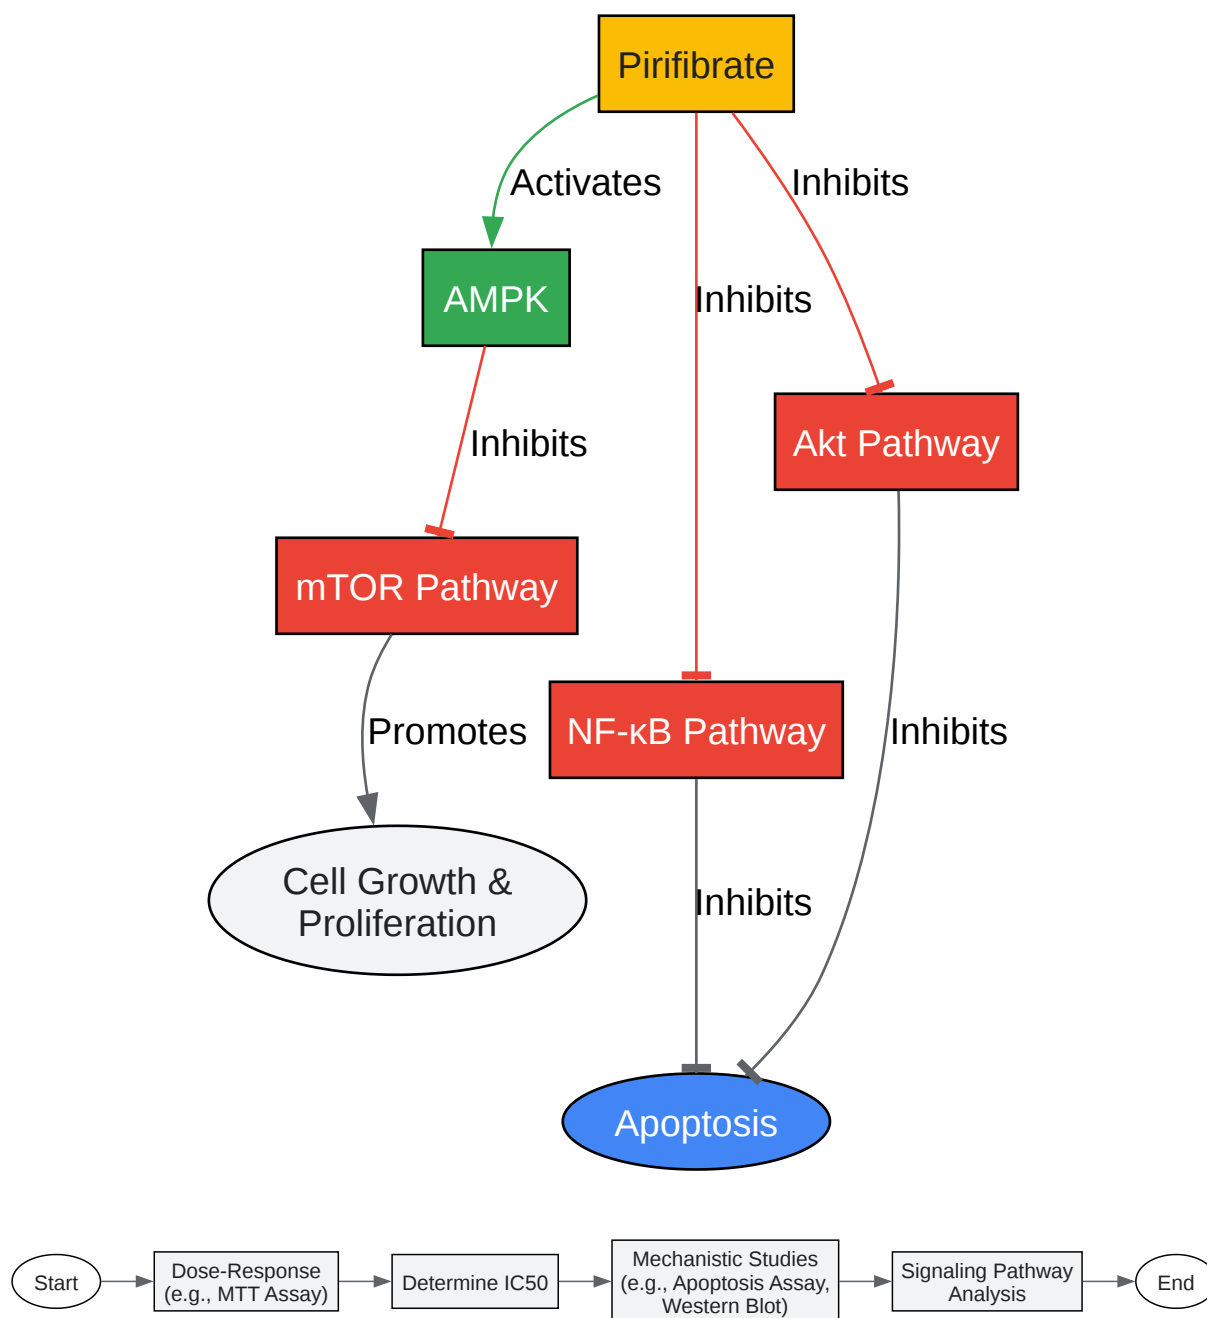 Pirifibrate
Activates
Inhibits
AMPK
Inhibits
Akt Pathway
Inhibits
mTOR Pathway
NF-κB Pathway
Promotes
Inhibits
Cell Growth &
Proliferation
Inhibits
Apoptosis
Start
Dose-Response
(e.g., MTT Assay)
Determine IC50
Mechanistic Studies
(e.g., Apoptosis Assay,
Western Blot)
Signaling Pathway
Analysis
End